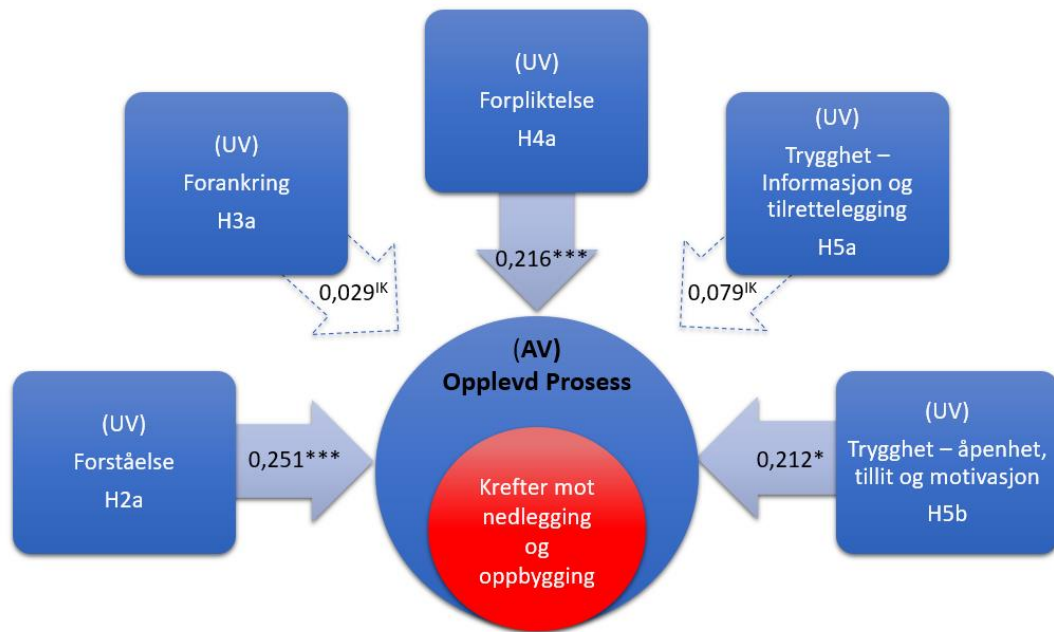 (UV)
Forpliktelse
H4a
(UV)
Forankring
H3a
(UV)
Trygghet –
Informasjon og
tilrettelegging
H5a
0,216***
0,029ᴵᴷ
0,079ᴵᴷ
(AV)
Opplevd Prosess
(UV)
Forståelse
H2a
0,251***
0,212*
(UV)
Trygghet – åpenhet,
tillit og motivasjon
H5b
Krefter mot
nedlegging
og
oppbygging